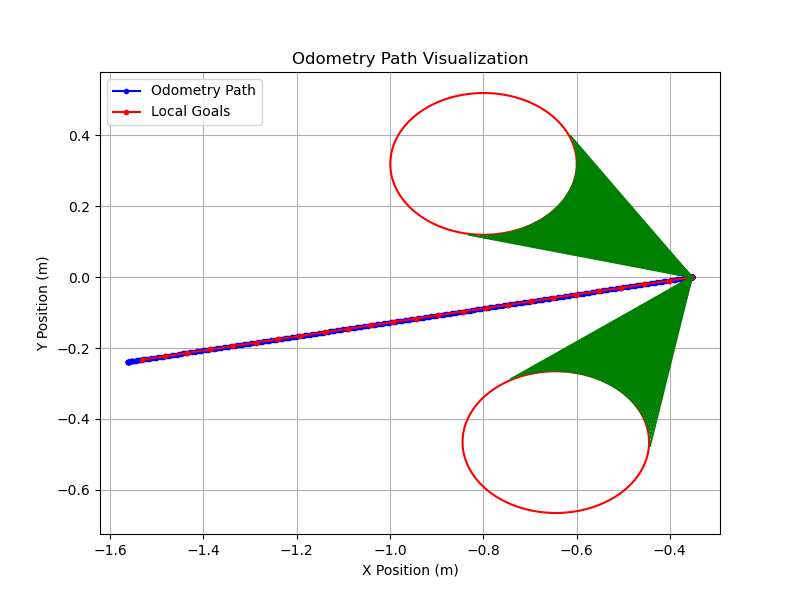 Odometry Path Visualization
Odometry Path
Local Goals
Y Position (m)
0.4
0.2
0.0
−0.2
−0.4
−0.6
−1.6 −1.4 −1.2 −1.0 −0.8 −0.6 −0.4
X Position (m)